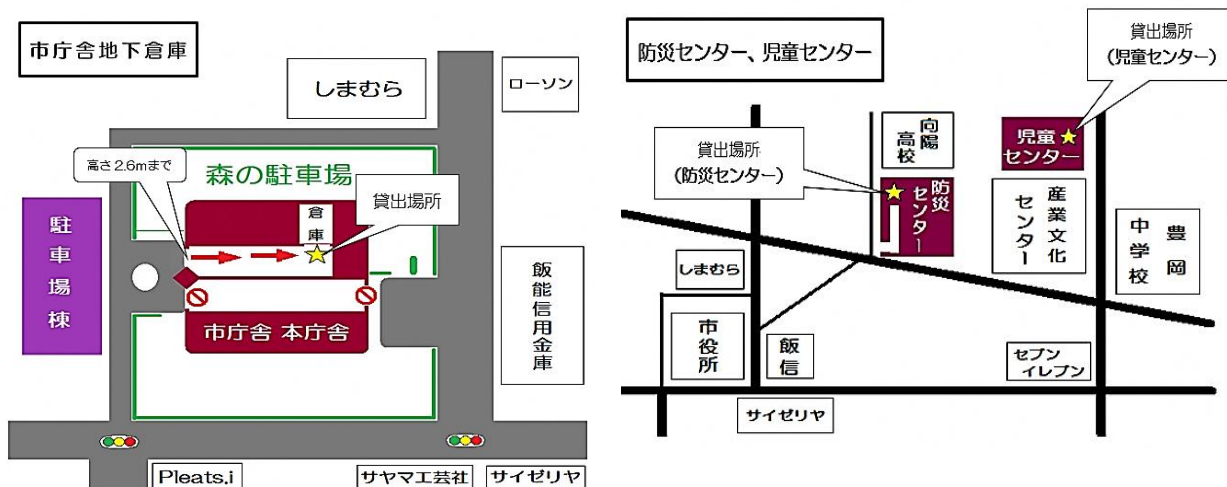 市庁舎地下倉庫
しまむら
ローソン
高さ2.6mまで
森の駐車場
貸出場所
倉庫
駐車場棟
飯能信用金庫
市庁舎 本庁舎
Pleats.i
サヤマ工芸社
サイゼリヤ
防災センター、児童センター
貸出場所
(児童センター)
貸出場所
(防災センター)
向陽
高校
児童
センター
防災
センター
産業文化
センター
豊岡
中学校
しまむら
市役所
飯信
セブン
イレブン
サイゼリヤ